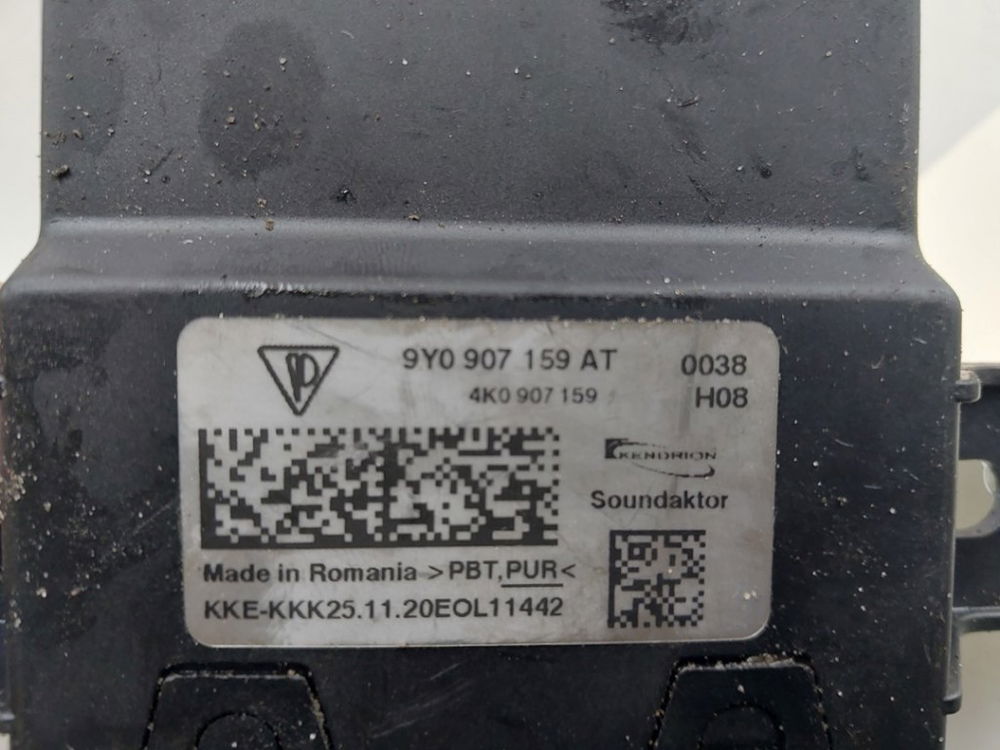 9Y0 907 159 AT 0038
4K0 907 159 H08
KENDRION
Soundaktor
Made in Romania >PBT,PUR<
KKE-KKK25.11.20EOL11442